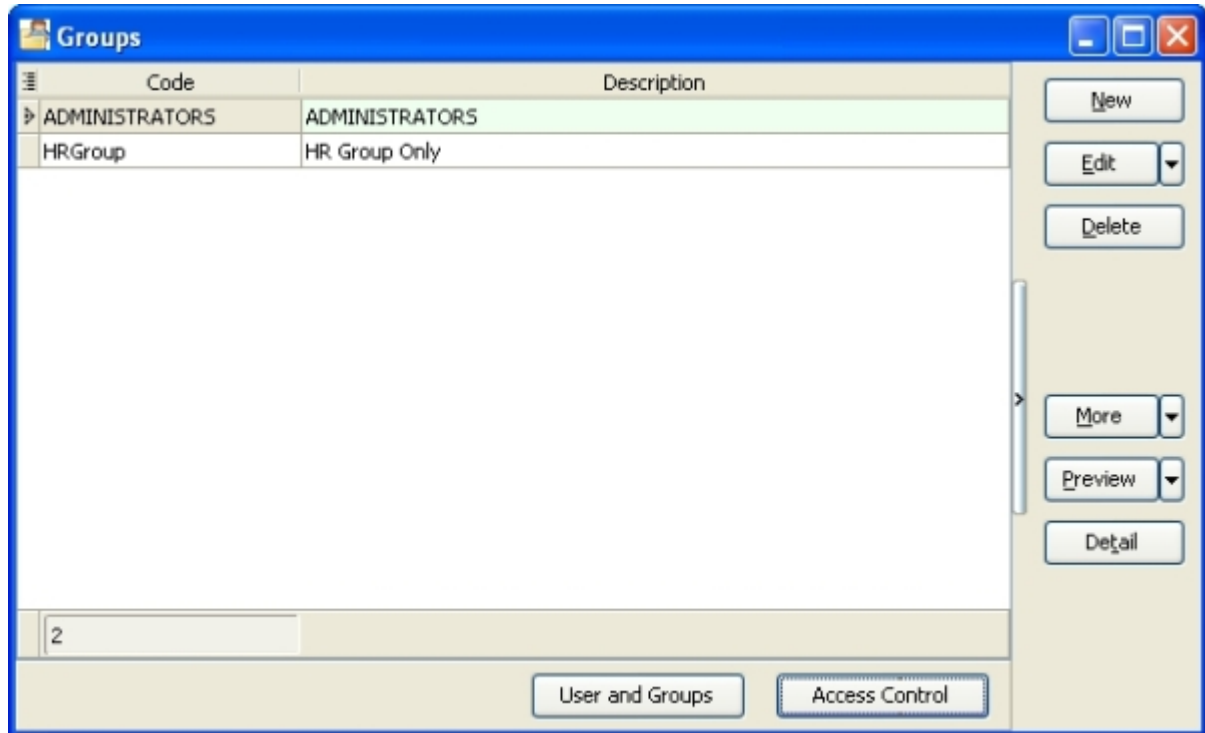 Groups
Code Description
ADMINISTRATORS ADMINISTRATORS
HRGroup HR Group Only
2
User and Groups Access Control
New
Edit
Delete
More
Preview
Detail